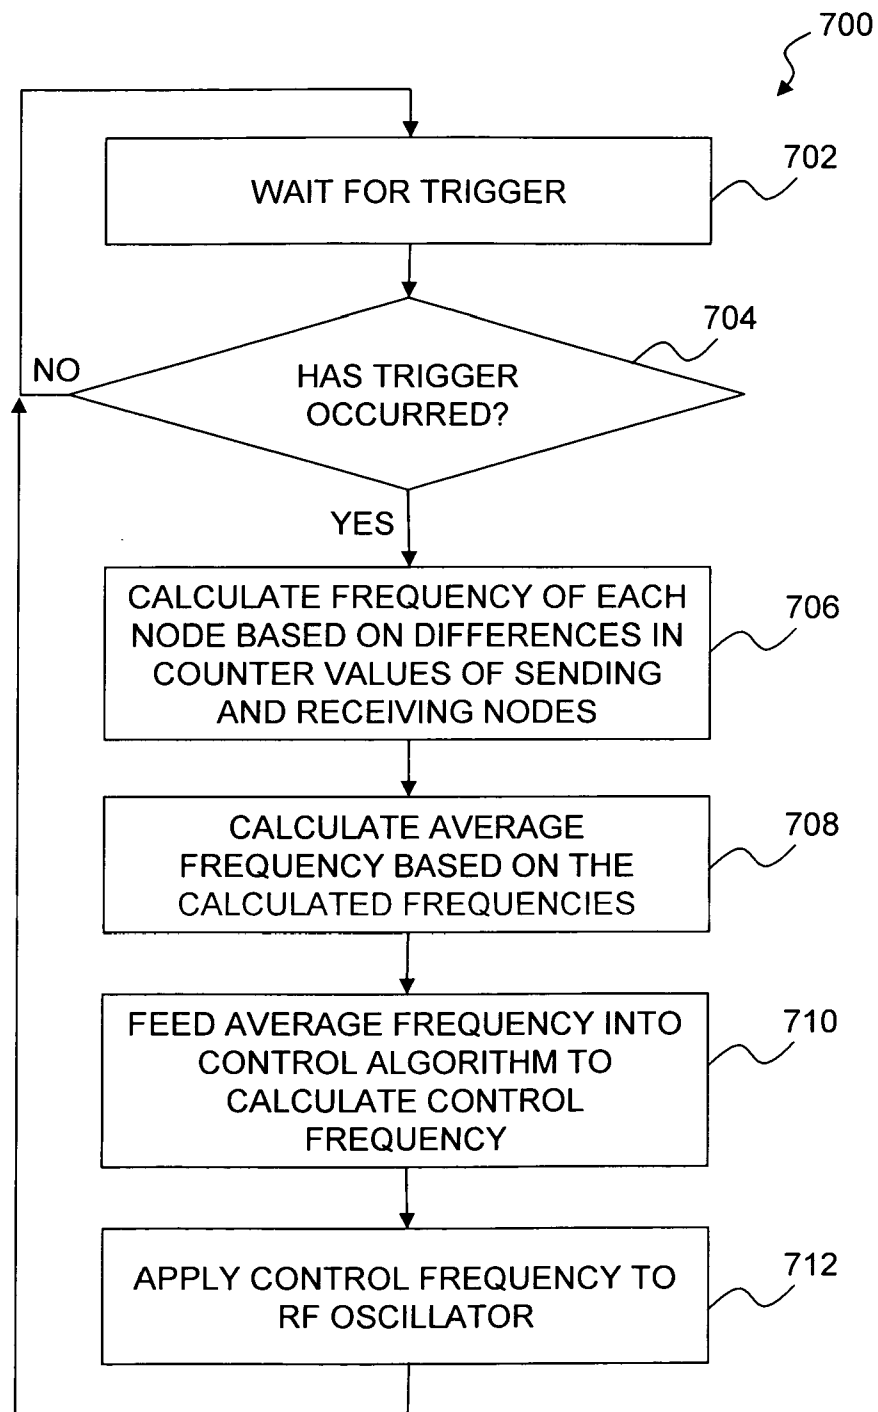 700
WAIT FOR TRIGGER
702
HAS TRIGGER
OCCURRED?
704
NO
YES
CALCULATE FREQUENCY OF EACH
NODE BASED ON DIFFERENCES IN
COUNTER VALUES OF SENDING
AND RECEIVING NODES
706
CALCULATE AVERAGE
FREQUENCY BASED ON THE
CALCULATED FREQUENCIES
708
FEED AVERAGE FREQUENCY INTO
CONTROL ALGORITHM TO
CALCULATE CONTROL
FREQUENCY
710
APPLY CONTROL FREQUENCY TO
RF OSCILLATOR
712